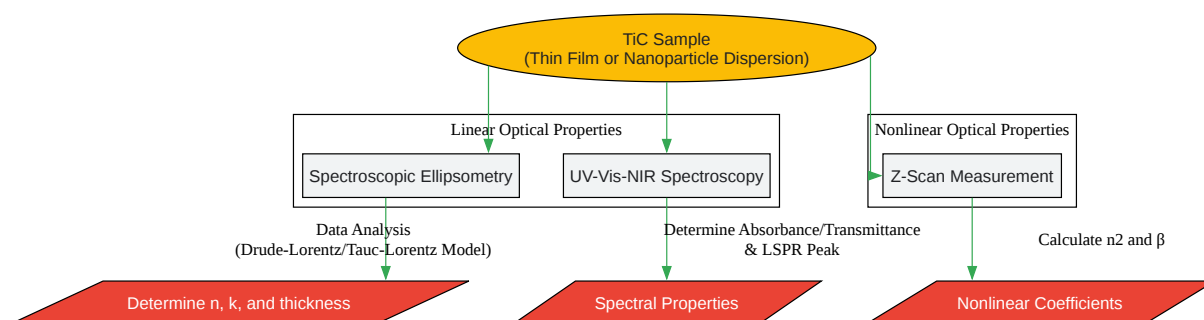 TiC Sample
(Thin Film or Nanoparticle Dispersion)
Linear Optical Properties
Nonlinear Optical Properties
Spectroscopic Ellipsometry
UV-Vis-NIR Spectroscopy
Z-Scan Measurement
Data Analysis
(Drude-Lorentz/Tauc-Lorentz Model)
Determine Absorbance/Transmittance
& LSPR Peak
Calculate n2 and β
Determine n, k, and thickness
Spectral Properties
Nonlinear Coefficients